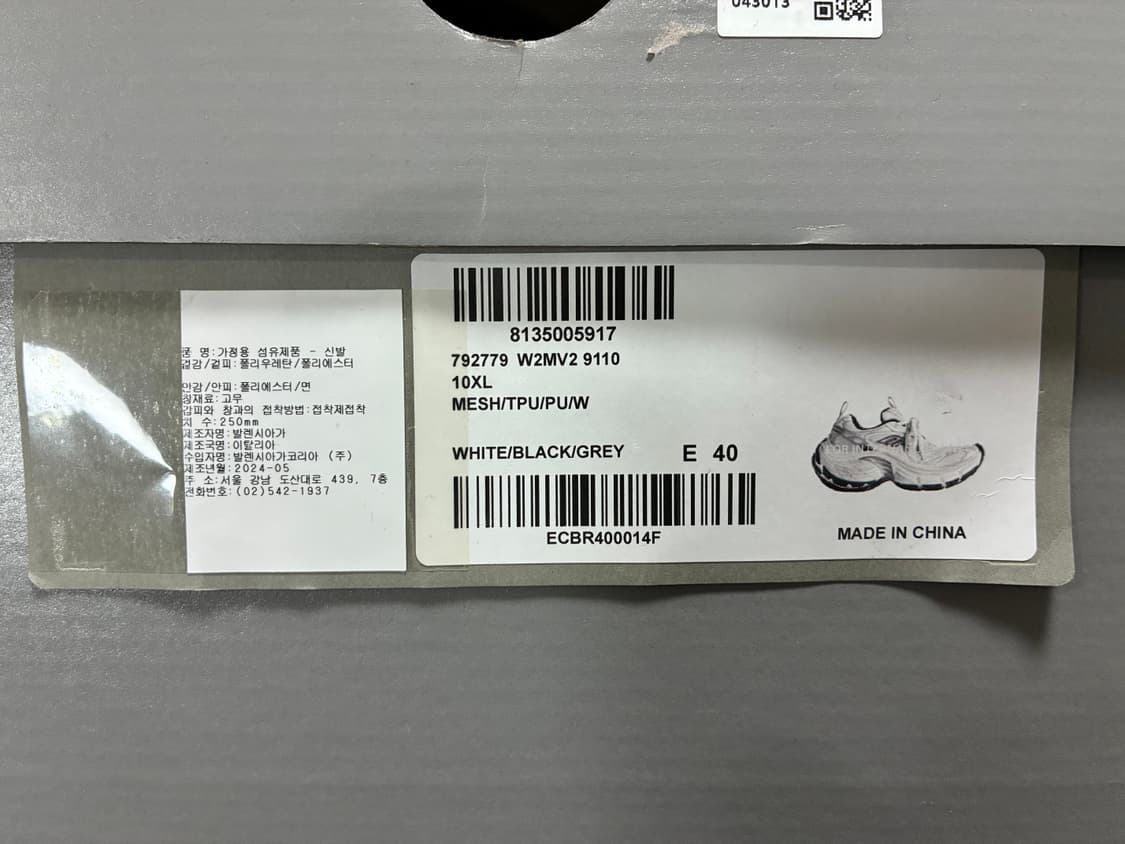 043013
품 명:가정용 섬유제품 - 신발
겉감/겉피:폴리우레탄/폴리에스터
안감/안피:폴리에스터/면
창재료:고무
갑피와 창과의 접착방법:접착제접착
치 수:250mm
제조자명:발렌시아가
제조국명:이탈리아
수입자명:발렌시아가코리아 (주)
제조년월:2024-05
주 소:서울 강남 도산대로 439, 7층
전화번호:(02)542-1937
8135005917
792779 W2MV2 9110
10XL
MESH/TPU/PU/W
WHITE/BLACK/GREY
E 40
ECBR400014F
MADE IN CHINA